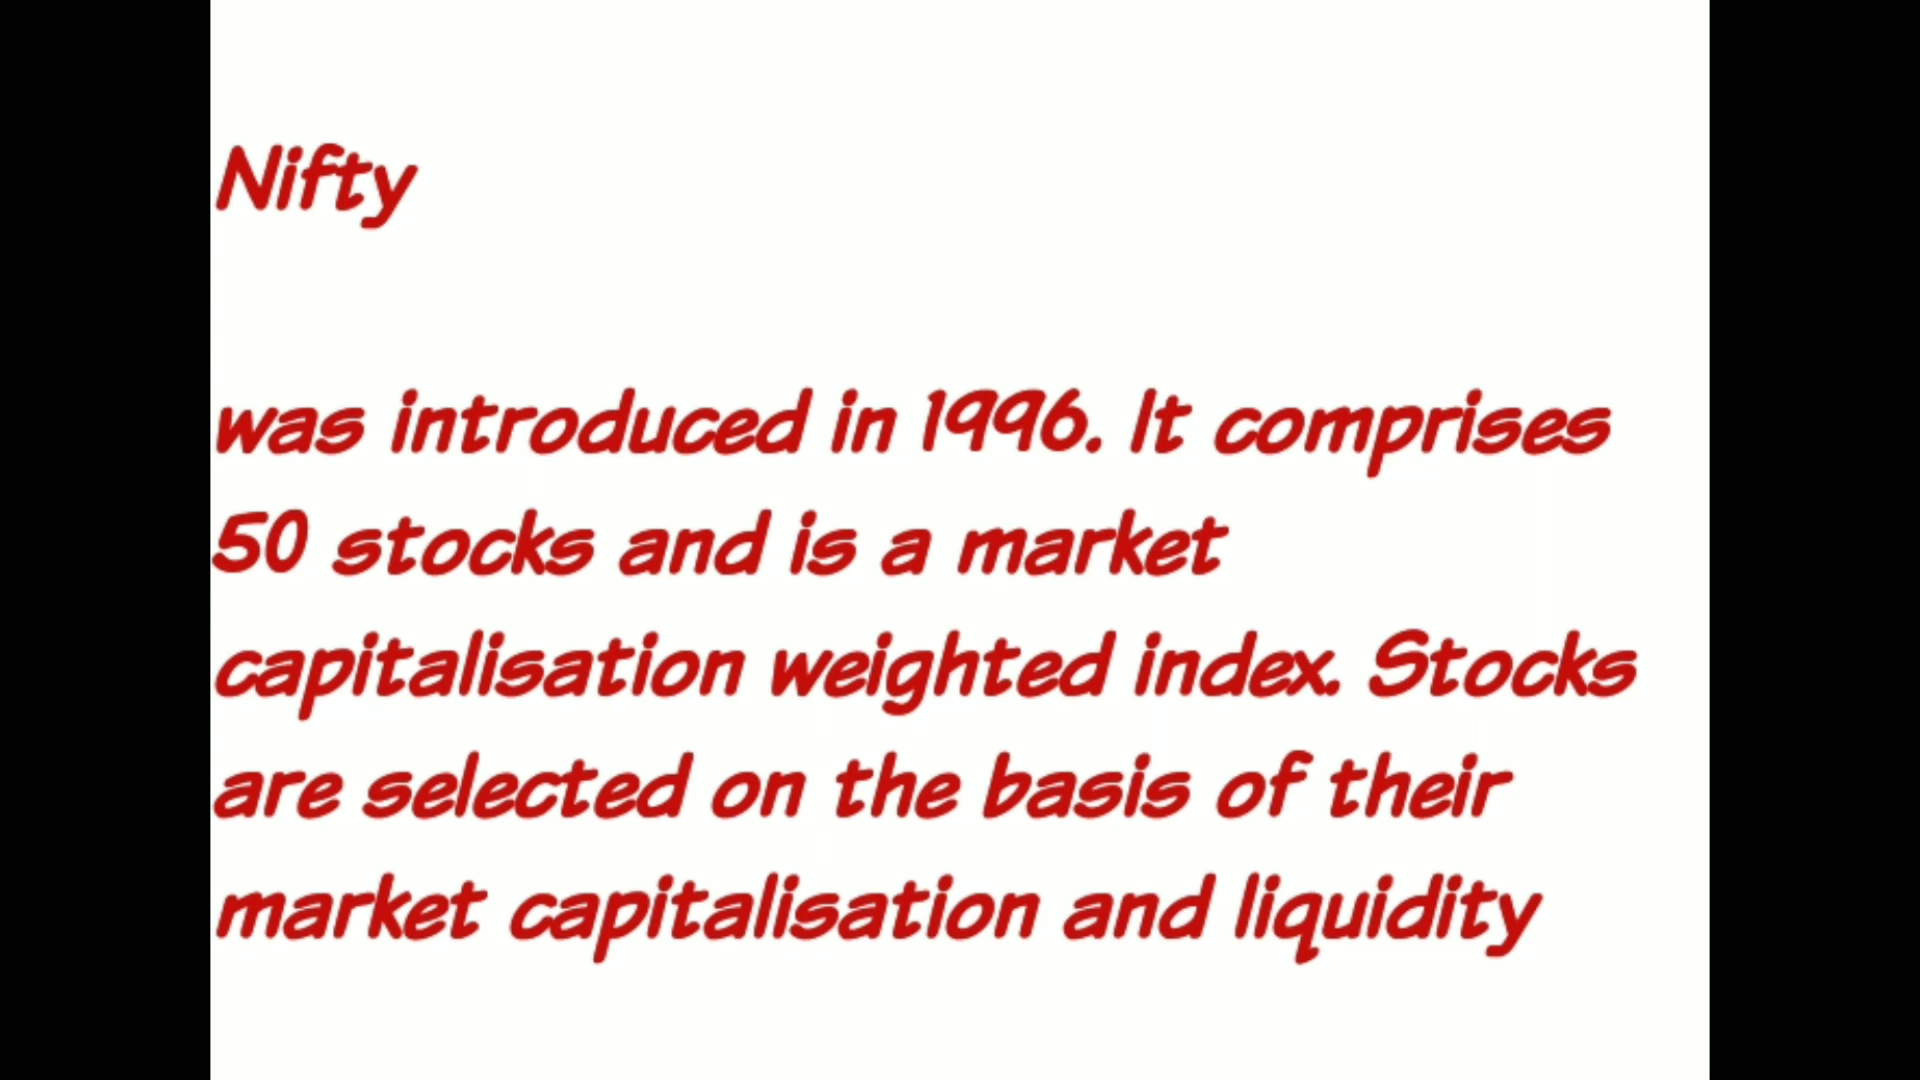 Nifty
was introduced in 1996. It comprises
50 stocks and is a market
capitalisation weighted index. Stocks
are selected on the basis of their
market capitalisation and liquidity